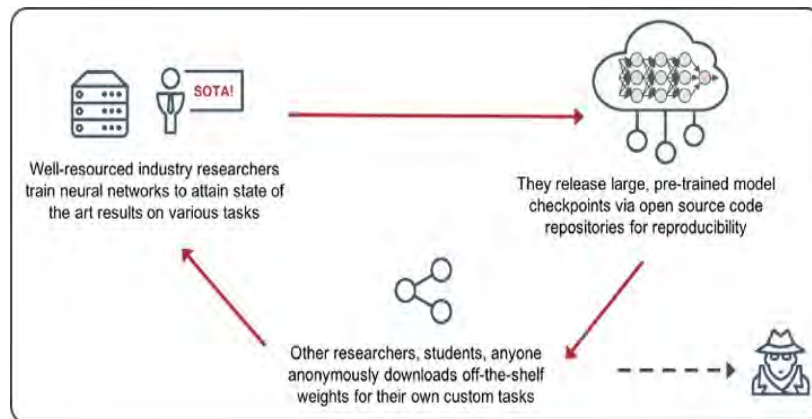 SOTA!
Well-resourced industry researchers
train neural networks to attain state of
the art results on various tasks
They release large, pre-trained model
checkpoints via open source code
repositories for reproducibility
Other researchers, students, anyone
anonymously downloads off-the-shelf
weights for their own custom tasks